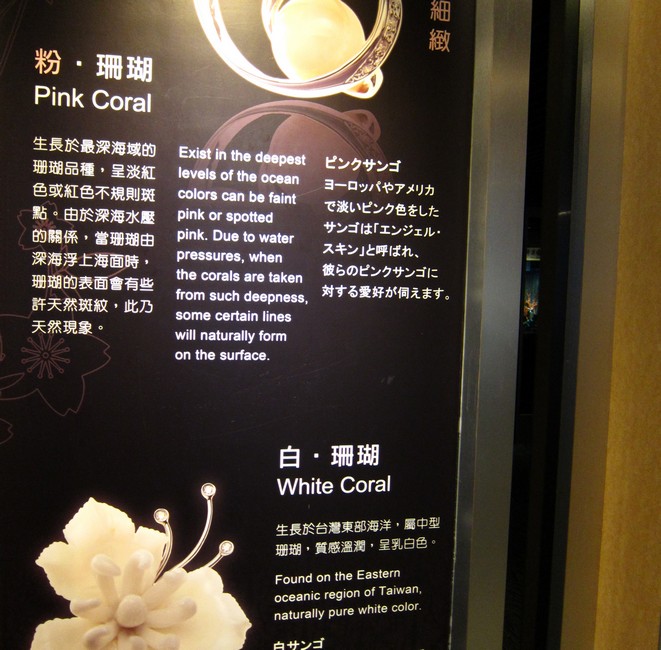 細
緻
粉・珊瑚
Pink Coral
生長於最深海域的
珊瑚品種，呈淡紅
色或紅色不規則斑
點。由於深海水壓
的關係，當珊瑚由
深海浮上海面時，
珊瑚的表面會有些
許天然斑紋，此乃
天然現象。
Exist in the deepest
levels of the ocean
colors can be faint
pink or spotted
pink. Due to water
pressures, when
the corals are taken
from such deepness,
some certain lines
will naturally form
on the surface.
ピンクサンゴ
ヨーロッパやアメリカ
で淡いピンク色をした
サンゴは「エンジェル・
スキン」と呼ばれ、
彼らのピンクサンゴに
対する愛好が伺えます。
白・珊瑚
White Coral
生長於台灣東部海洋，屬中型
珊瑚，質感溫潤，呈乳白色。
Found on the Eastern
oceanic region of Taiwan,
naturally pure white color.
白サンゴ